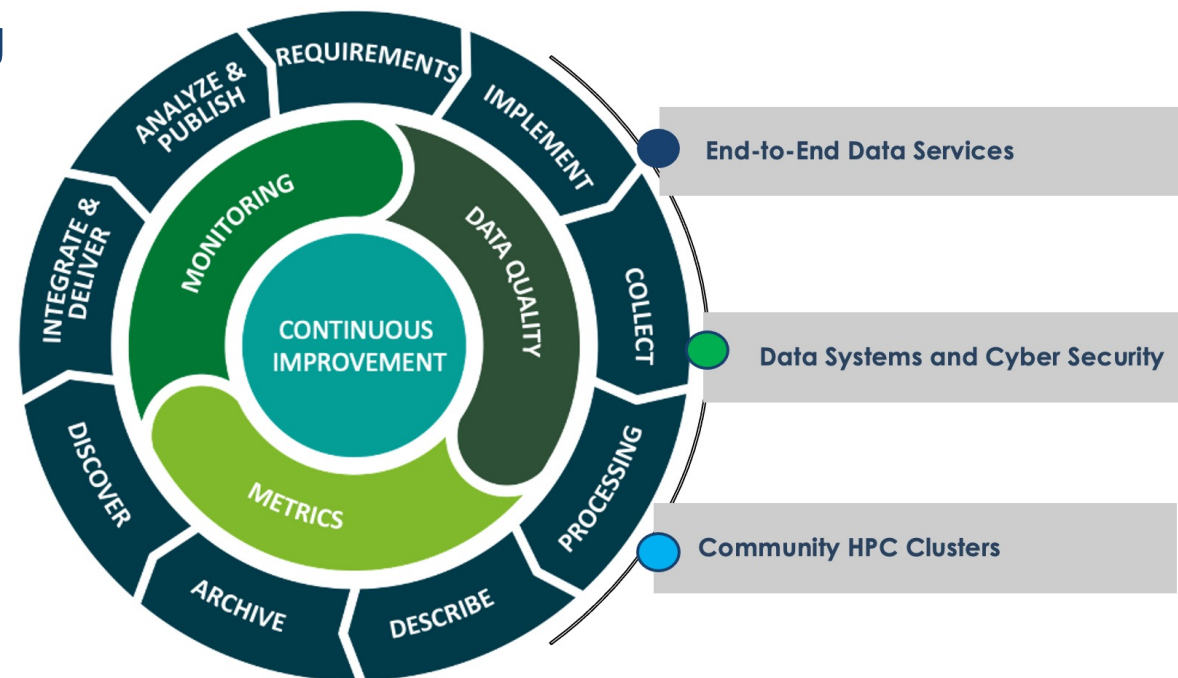 REQUIREMENTS
IMPLEMENT
COLLECT
PROCESSING
DESCRIBE
ARCHIVE
DISCOVER
INTEGRATE &
DELIVER
ANALYZE &
PUBLISH
MONITORING
DATA QUALITY
METRICS
CONTINUOUS
IMPROVEMENT
End-to-End Data Services
Data Systems and Cyber Security
Community HPC Clusters